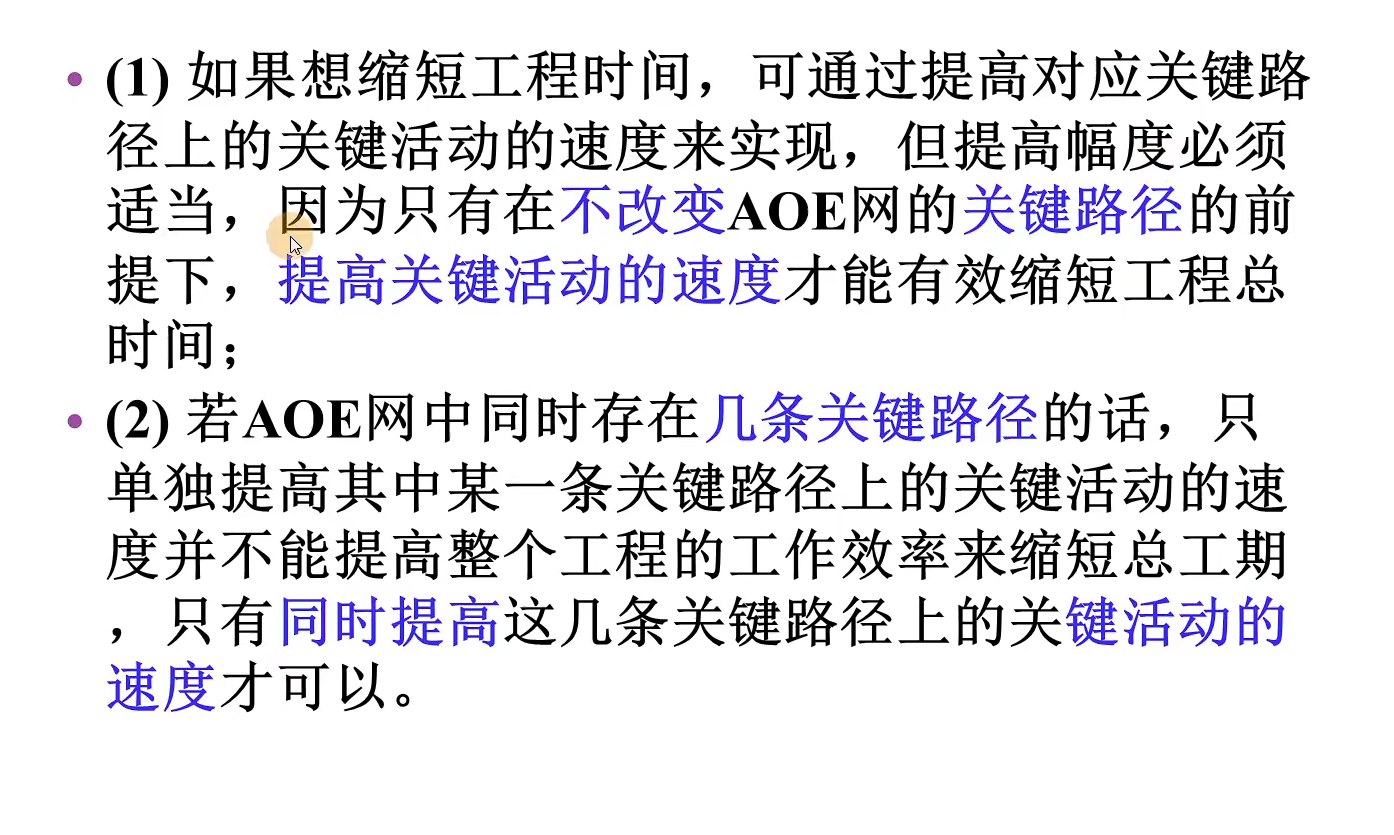 • (1) 如果想缩短工程时间，可通过提高对应关键路
径上的关键活动的速度来实现，但提高幅度必须
适当，因为只有在不改变AOE网的关键路径的前
提下，提高关键活动的速度才能有效缩短工程总
时间；
• (2) 若AOE网中同时存在几条关键路径的话，只
单独提高其中某一条关键路径上的关键活动的速
度并不能提高整个工程的工作效率来缩短总工期
，只有同时提高这几条关键路径上的关键活动的
速度才可以。